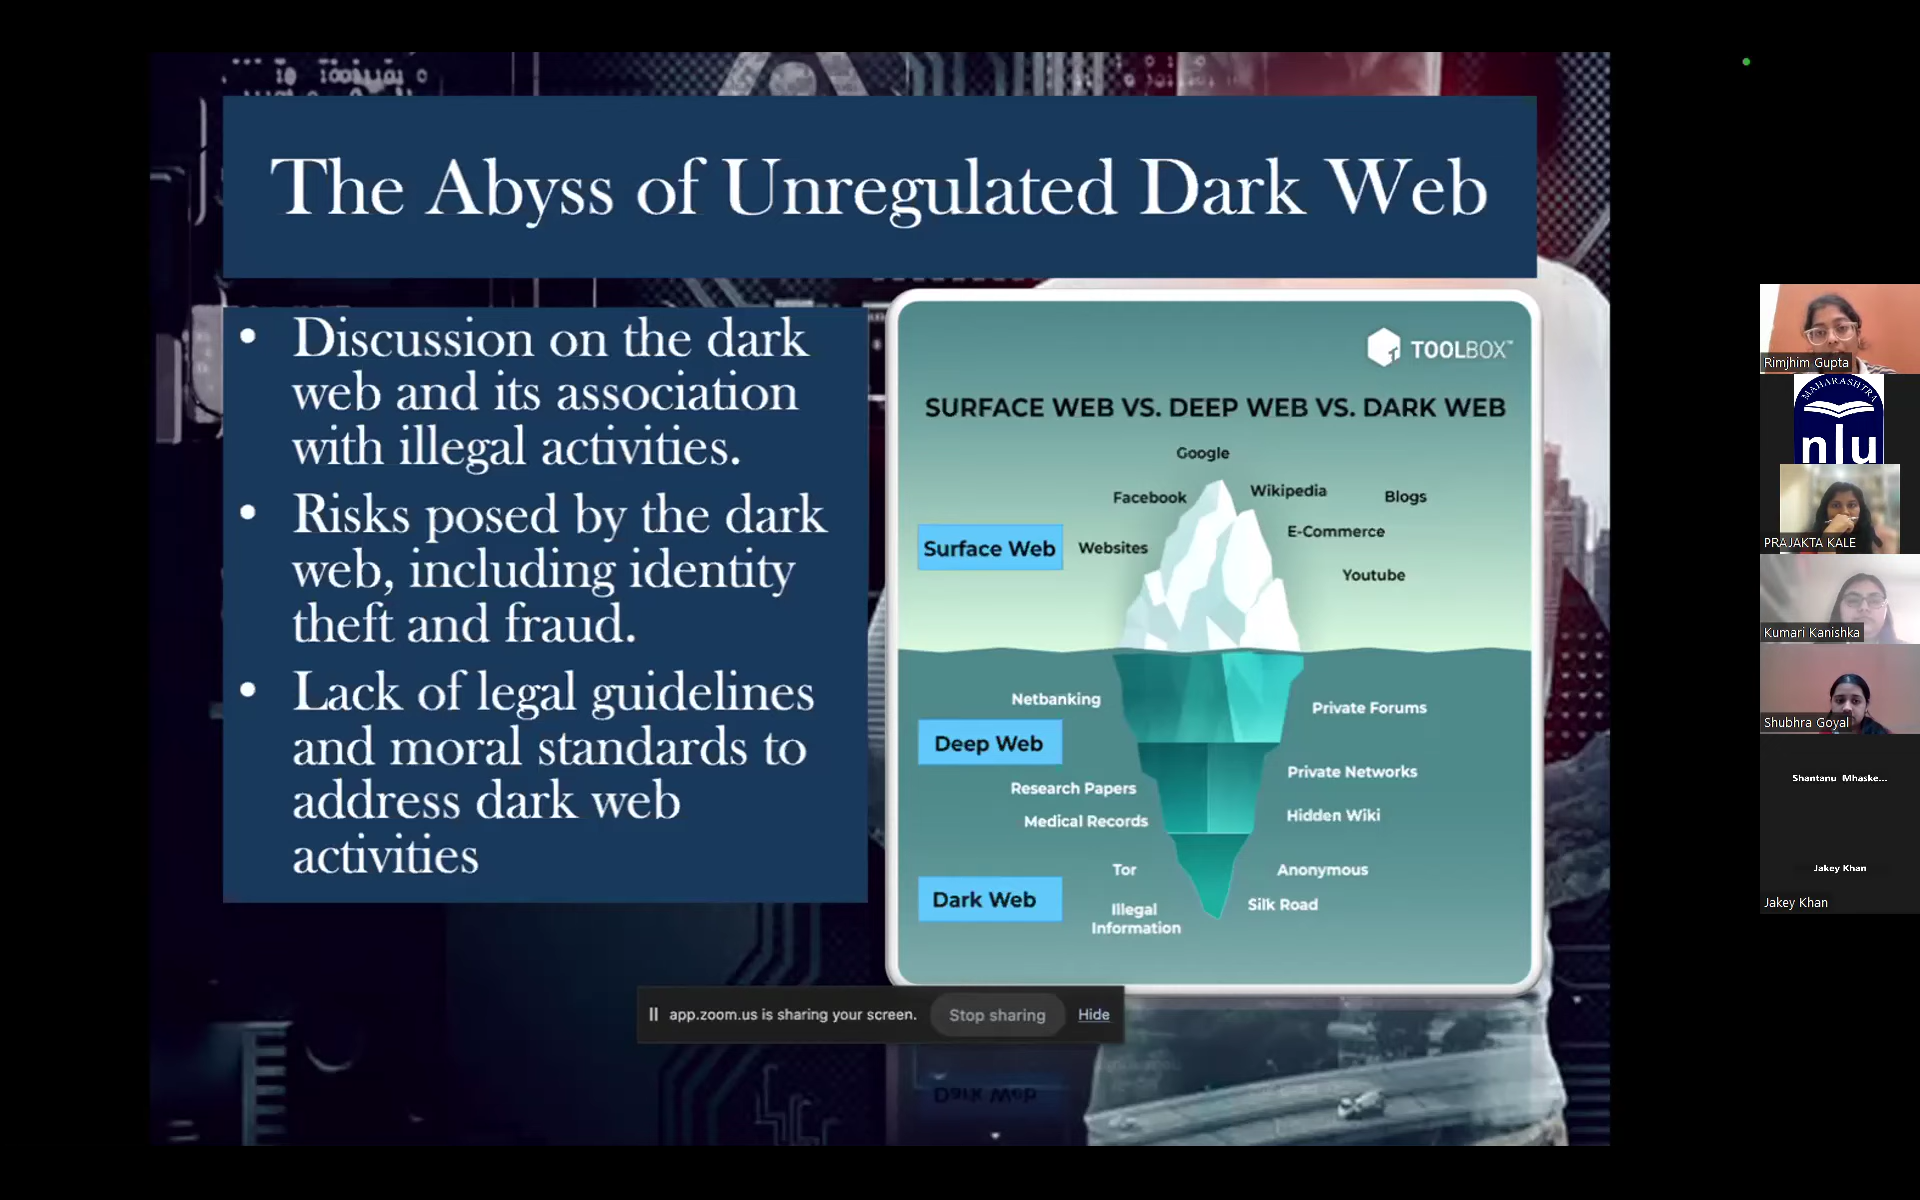 The Abyss of Unregulated Dark Web
• Discussion on the dark
web and its association
with illegal activities.
• Risks posed by the dark
web, including identity
theft and fraud.
• Lack of legal guidelines
and moral standards to
address dark web
activities
TOOLBOX™
SURFACE WEB VS. DEEP WEB VS. DARK WEB
Google
Facebook
Wikipedia
Blogs
E-Commerce
Surface Web
Websites
Youtube
Netbanking
Private Forums
Deep Web
Private Networks
Research Papers
Hidden Wiki
Medical Records
Tor
Anonymous
Dark Web
Silk Road
Illegal
Information
app.zoom.us is sharing your screen.
Stop sharing
Hide
Dark Web
Rimjhim Gupta
MAHARASHTRA
nlu
PRAJAKTA KALE
Kumari Kanishka
Shubhra Goyal
Shantanu Mhaske...
Jakey Khan
Jakey Khan